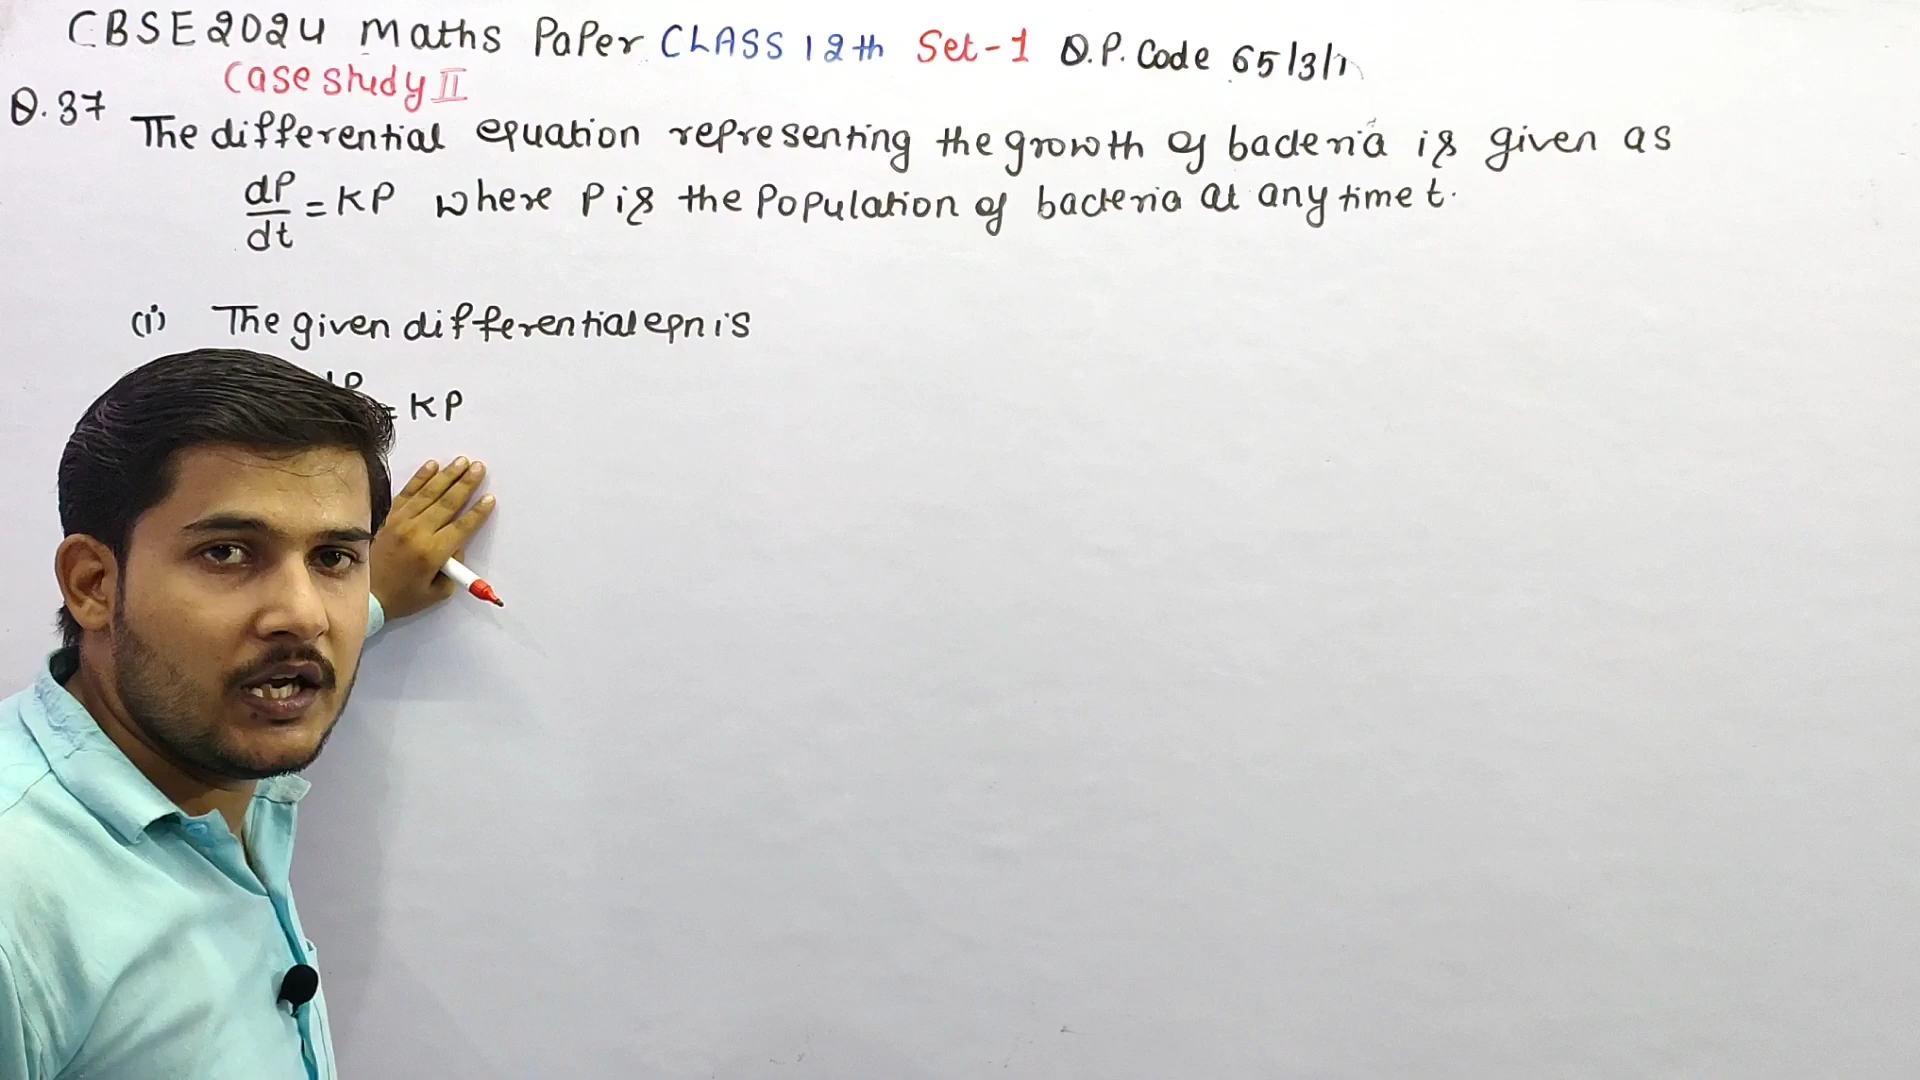 CBSE 2024 Maths Paper CLASS 12th Set-1 Q.P. Code 65/3/1
Case study II
Q.37 The differential equation representing the growth of bacteria is given as
dP/dt = KP where P is the population of bacteria at any time t.
(i) The given differential eqn is
= KP